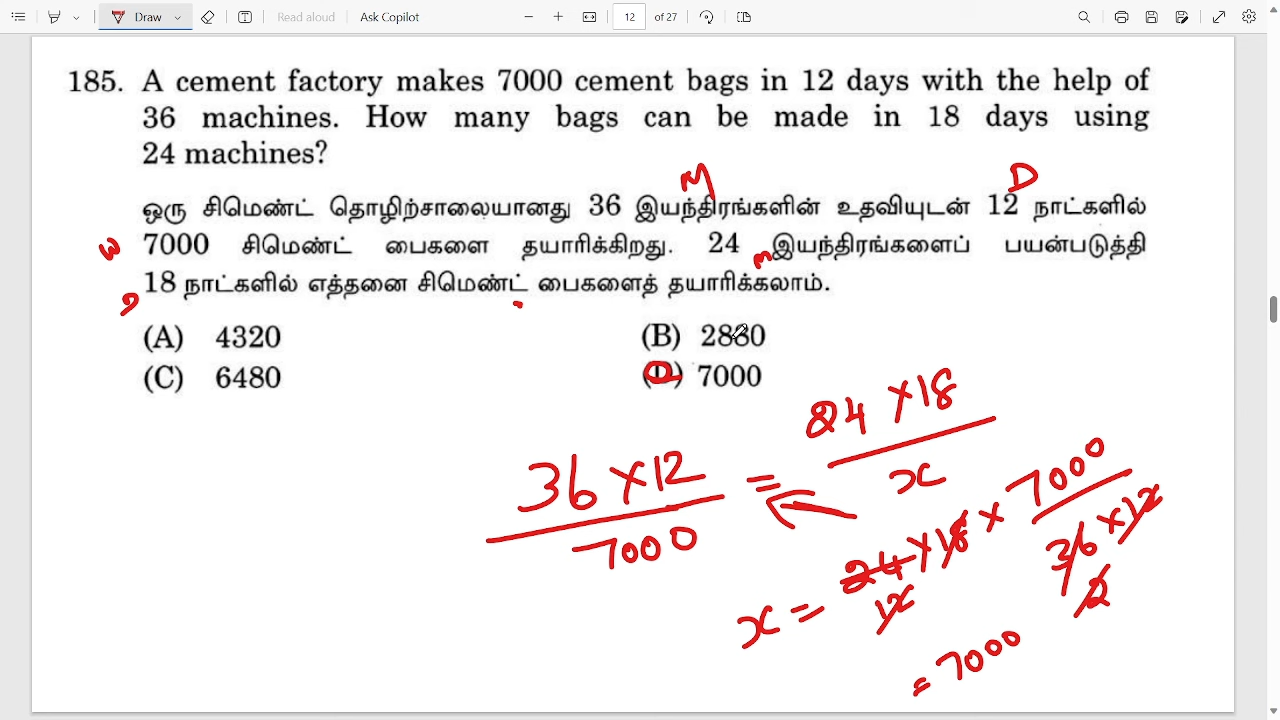 Draw
Read aloud
Ask Copilot
12 of 27
185. A cement factory makes 7000 cement bags in 12 days with the help of
36 machines. How many bags can be made in 18 days using
24 machines?
M D
ஒரு சிமெண்ட் தொழிற்சாலையானது 36 இயந்திரங்களின் உதவியுடன் 12 நாட்களில்
W 7000 சிமெண்ட் பைகளை தயாரிக்கிறது. 24 m இயந்திரங்களைப் பயன்படுத்தி
18 நாட்களில் எத்தனை சிமெண்ட் பைகளைத் தயாரிக்கலாம்.
(A) 4320
(B) 2880
(C) 6480
(D) 7000
36 × 12 / 7000 = 24 × 18 / x
x = 24 × 18 × 7000 / 36 × 12
12 2
= 7000